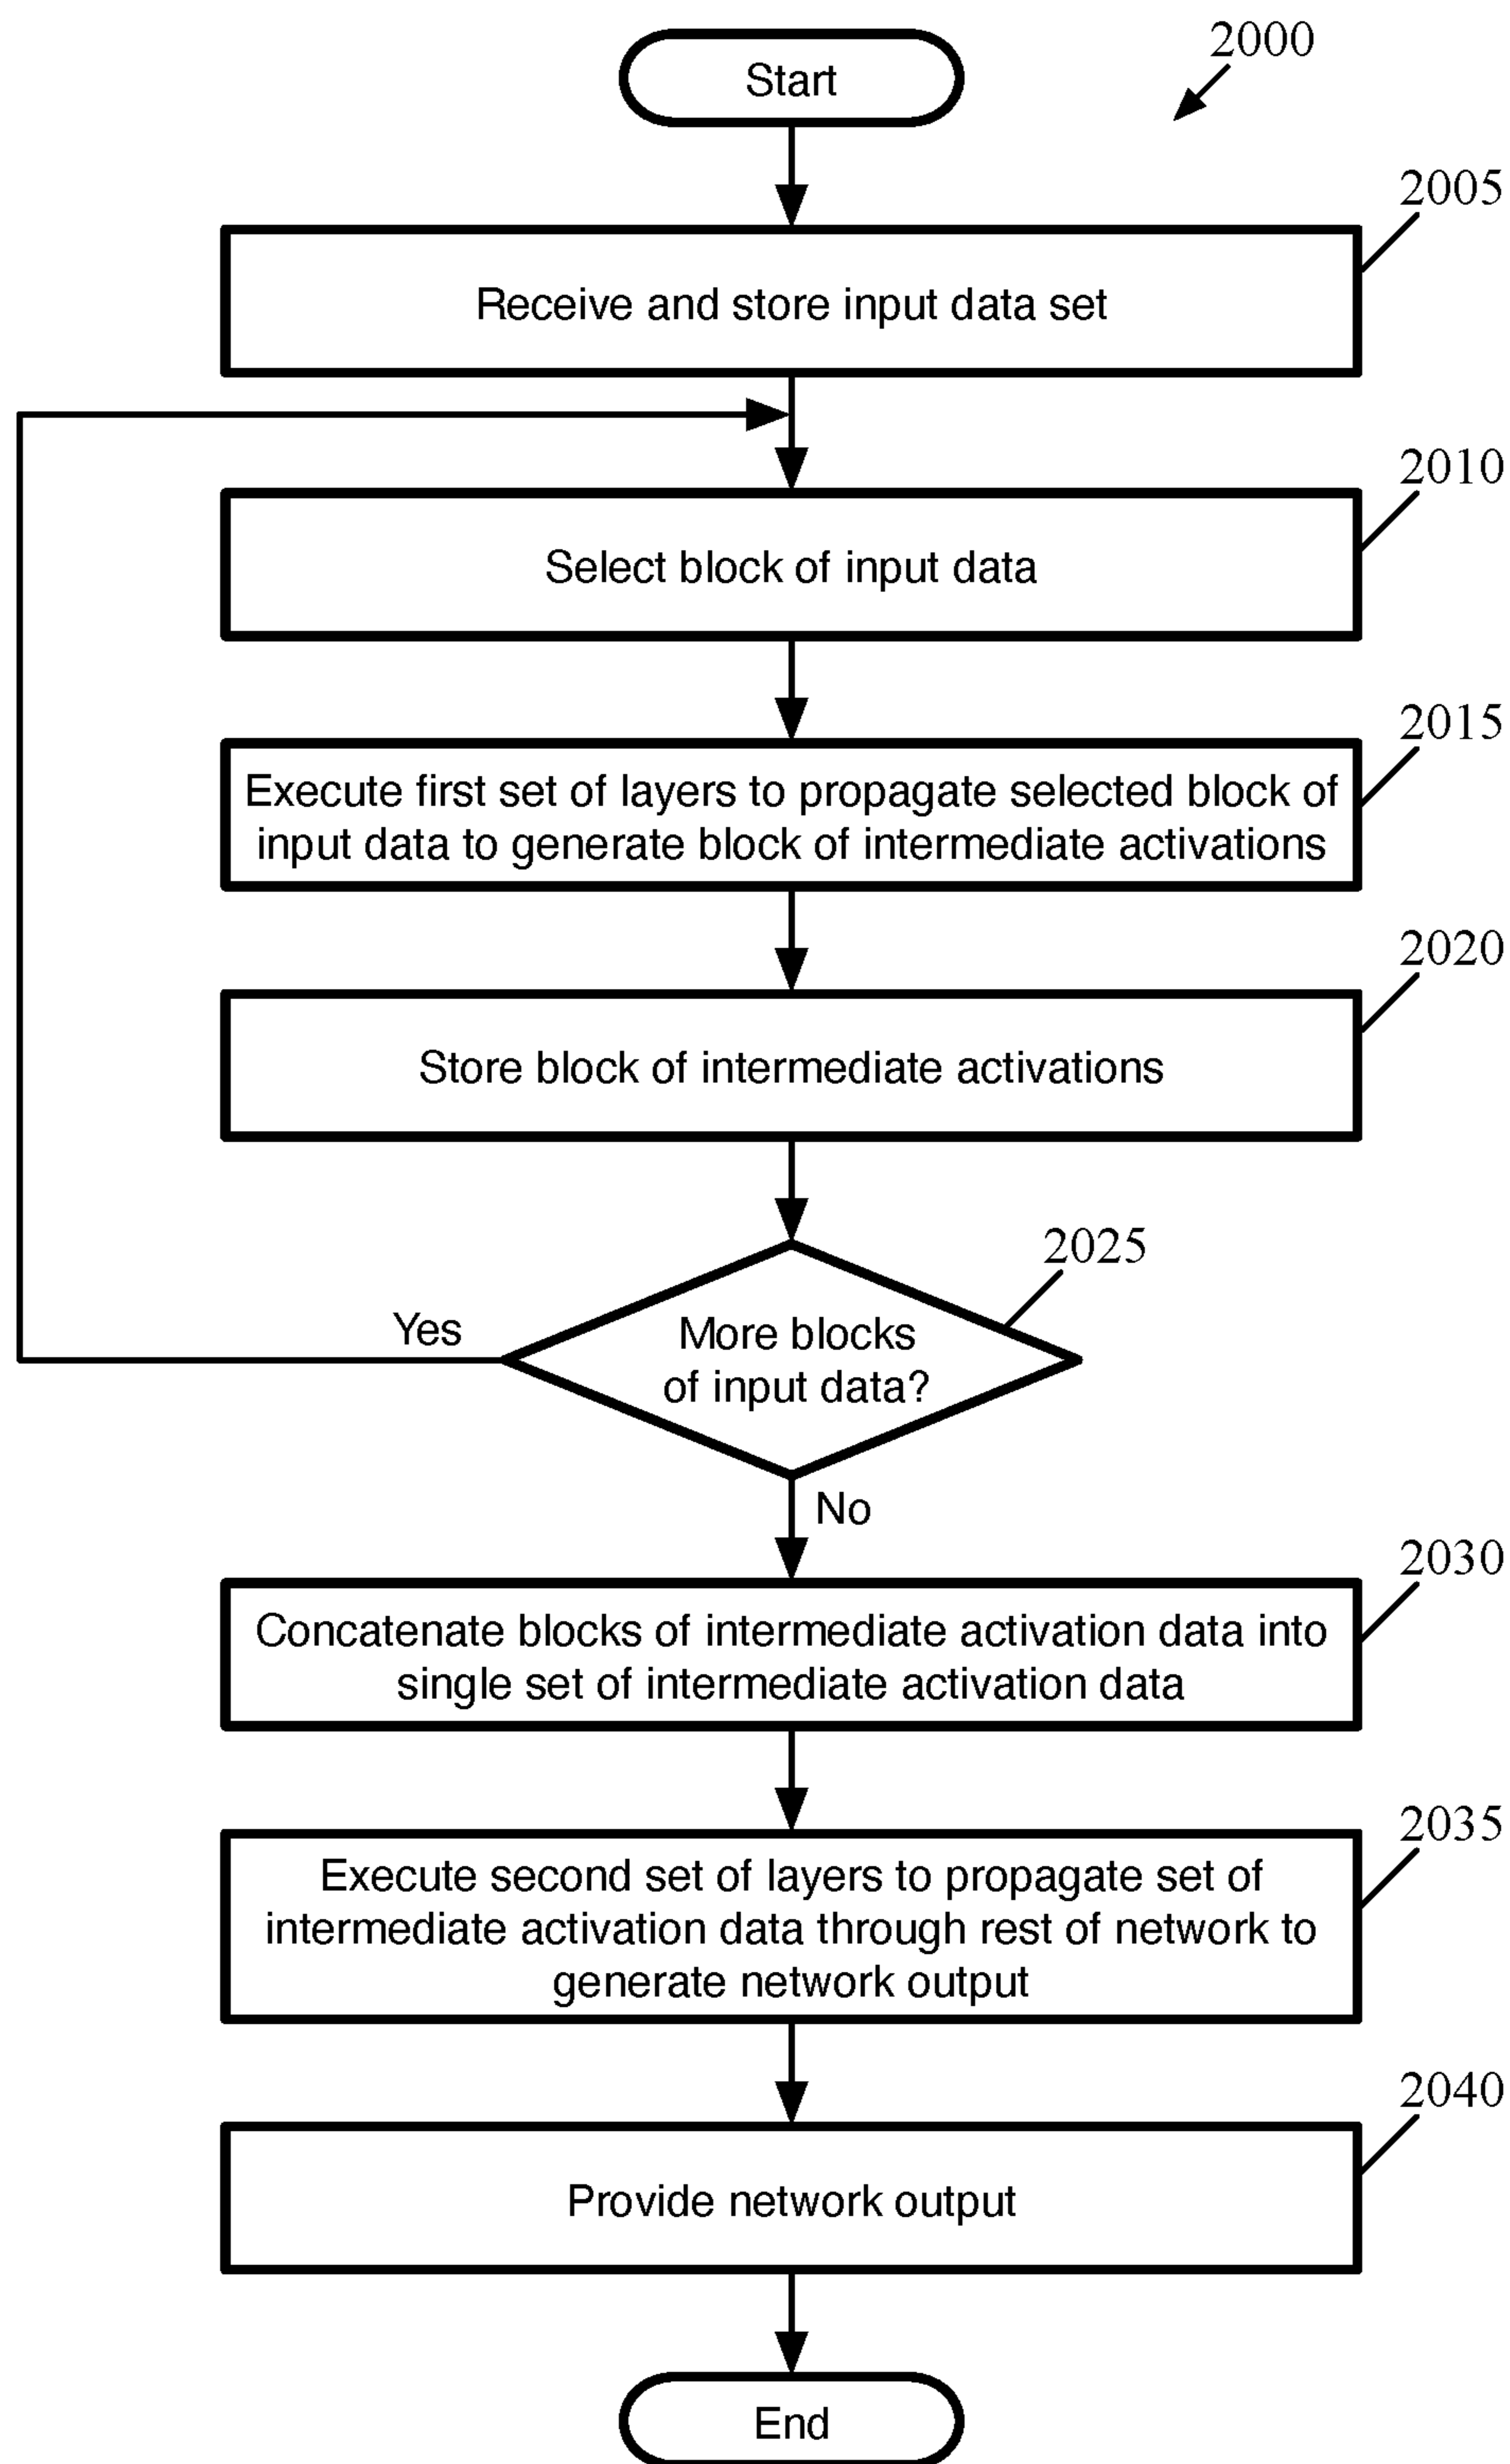 2000
Start
2005
Receive and store input data set
2010
Select block of input data
2015
Execute first set of layers to propagate selected block of
input data to generate block of intermediate activations
2020
Store block of intermediate activations
2025
More blocks
of input data?
Yes
No
2030
Concatenate blocks of intermediate activation data into
single set of intermediate activation data
2035
Execute second set of layers to propagate set of
intermediate activation data through rest of network to
generate network output
2040
Provide network output
End